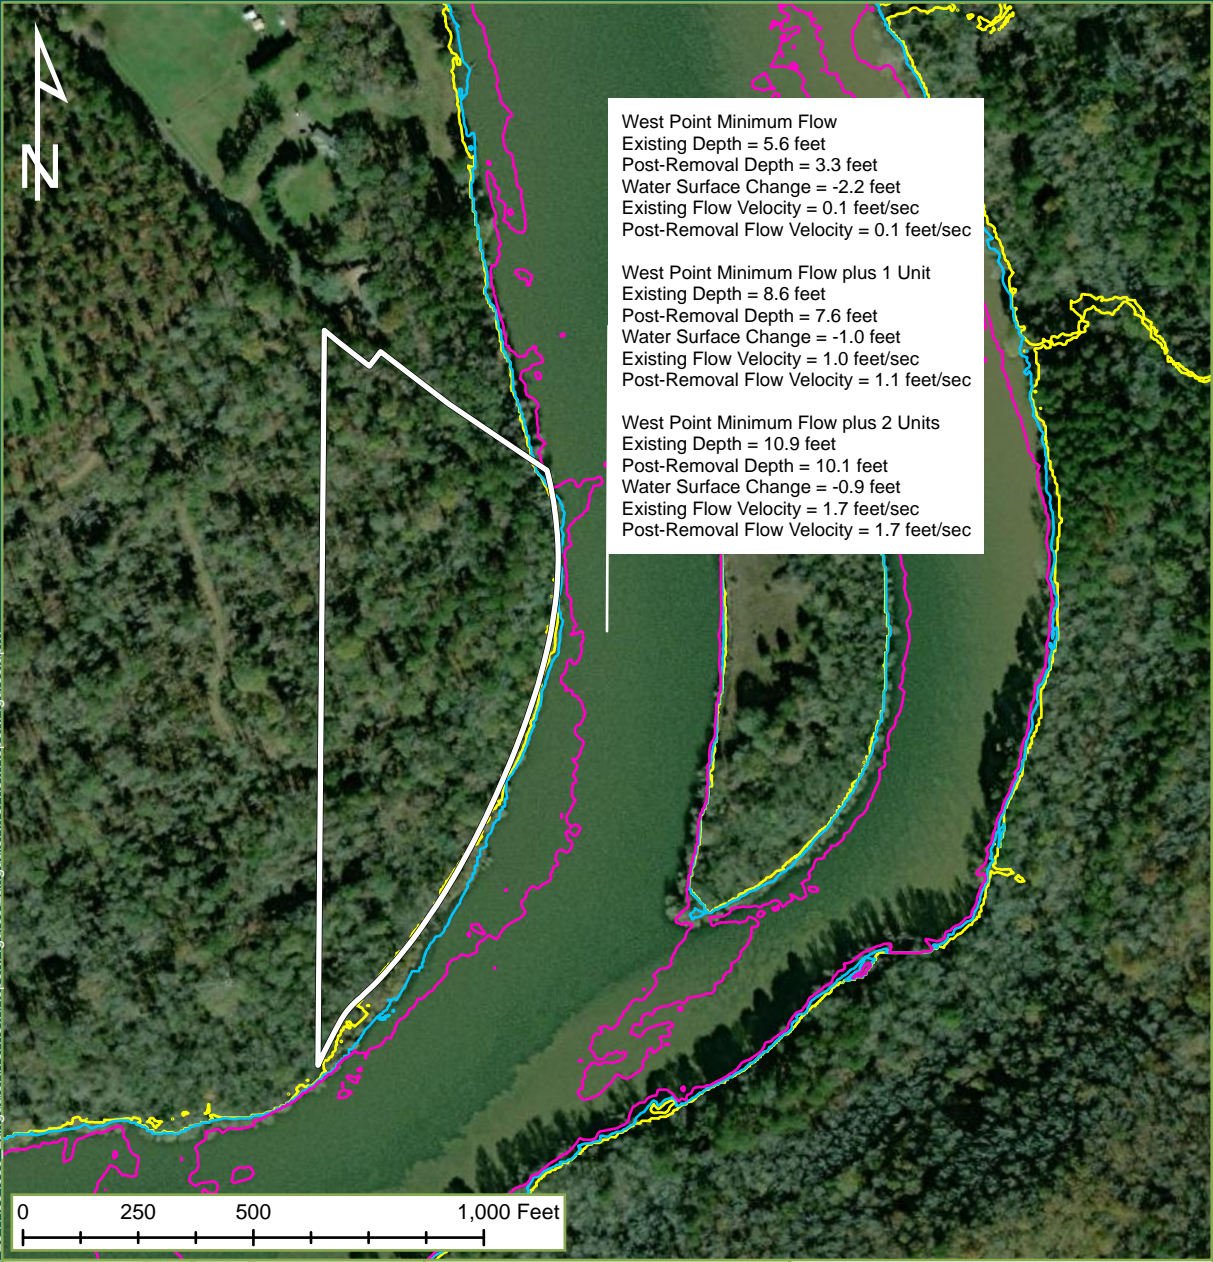 N
West Point Minimum Flow
Existing Depth = 5.6 feet
Post-Removal Depth = 3.3 feet
Water Surface Change = -2.2 feet
Existing Flow Velocity = 0.1 feet/sec
Post-Removal Flow Velocity = 0.1 feet/sec
West Point Minimum Flow plus 1 Unit
Existing Depth = 8.6 feet
Post-Removal Depth = 7.6 feet
Water Surface Change = -1.0 feet
Existing Flow Velocity = 1.0 feet/sec
Post-Removal Flow Velocity = 1.1 feet/sec
West Point Minimum Flow plus 2 Units
Existing Depth = 10.9 feet
Post-Removal Depth = 10.1 feet
Water Surface Change = -0.9 feet
Existing Flow Velocity = 1.7 feet/sec
Post-Removal Flow Velocity = 1.7 feet/sec
0 250 500 1,000 Feet